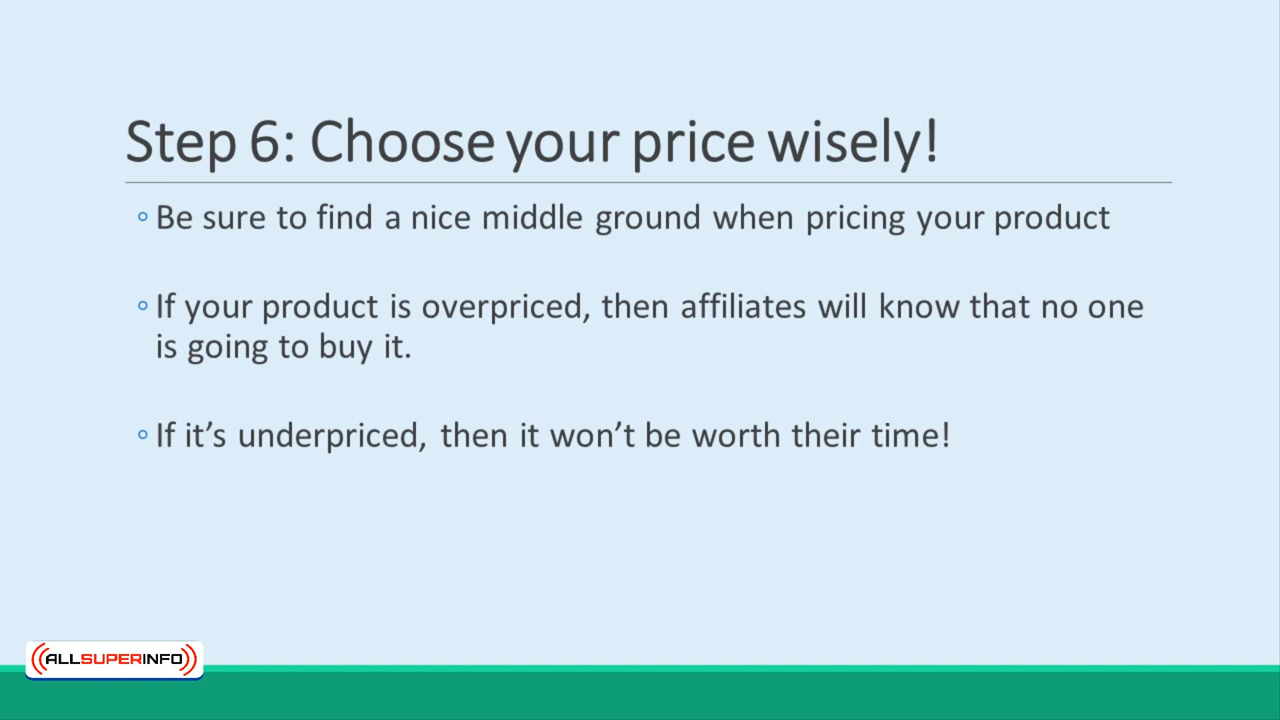 Step 6: Choose your price wisely!
◦ Be sure to find a nice middle ground when pricing your product
◦ If your product is overpriced, then affiliates will know that no one
is going to buy it.
◦ If it’s underpriced, then it won’t be worth their time!
((ALLSUPERINFO))